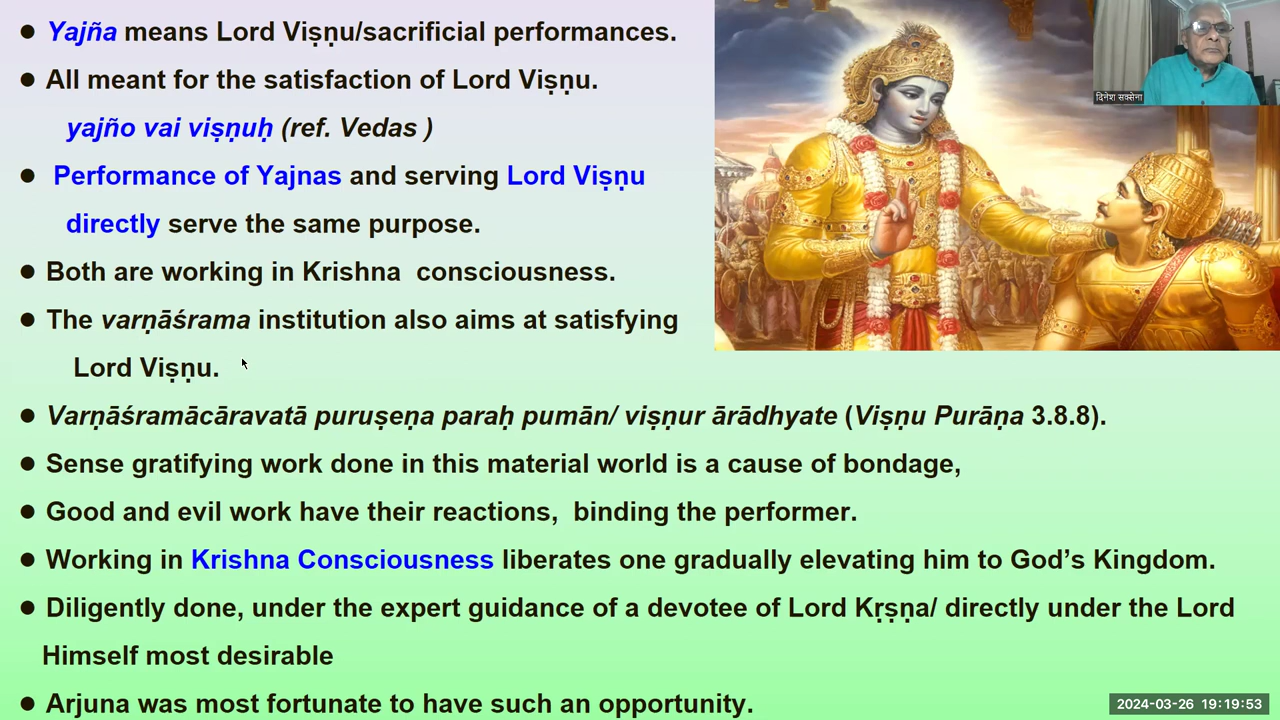 ● Yajña means Lord Viṣṇu/sacrificial performances.
● All meant for the satisfaction of Lord Viṣṇu.
yajño vai viṣṇuḥ (ref. Vedas )
● Performance of Yajnas and serving Lord Viṣṇu
directly serve the same purpose.
● Both are working in Krishna consciousness.
● The varṇāśrama institution also aims at satisfying
Lord Viṣṇu.
● Varṇāśramācāravatā puruṣeṇa paraḥ pumān/ viṣṇur ārādhyate (Viṣṇu Purāṇa 3.8.8).
● Sense gratifying work done in this material world is a cause of bondage,
● Good and evil work have their reactions, binding the performer.
● Working in Krishna Consciousness liberates one gradually elevating him to God’s Kingdom.
● Diligently done, under the expert guidance of a devotee of Lord Kṛṣṇa/ directly under the Lord
Himself most desirable
● Arjuna was most fortunate to have such an opportunity.
दिनेश सक्सेना
2024-03-26 19:19:53